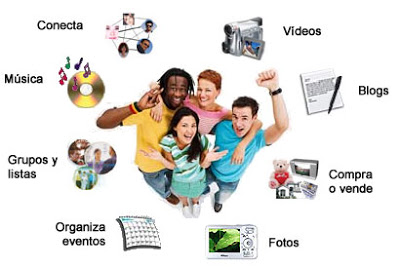 Conecta
Vídeos
Música
Blogs
Grupos y
listas
Compra
o vende
Organiza
eventos
Fotos